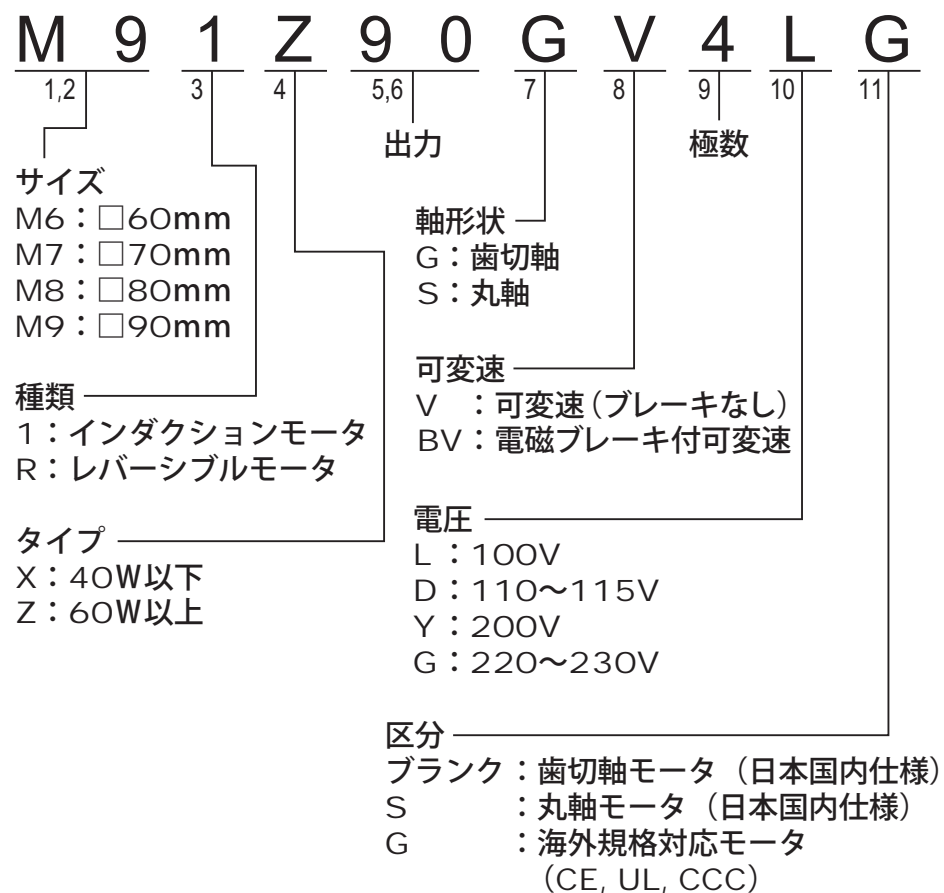 M 9 1 Z 9 0 G V 4 L G
1,2 3 4 5,6 7 8 9 10 11
出力
極数
サイズ
M6：□60mm
M7：□70mm
M8：□80mm
M9：□90mm
軸形状
G：歯切軸
S：丸軸
種類
1：インダクションモータ
R：レバーシブルモータ
可変速
V ：可変速（ブレーキなし）
BV：電磁ブレーキ付可変速
タイプ
X：40W以下
Z：60W以上
電圧
L：100V
D：110〜115V
Y：200V
G：220〜230V
区分
ブランク：歯切軸モータ（日本国内仕様）
S ：丸軸モータ（日本国内仕様）
G ：海外規格対応モータ
（CE, UL, CCC）